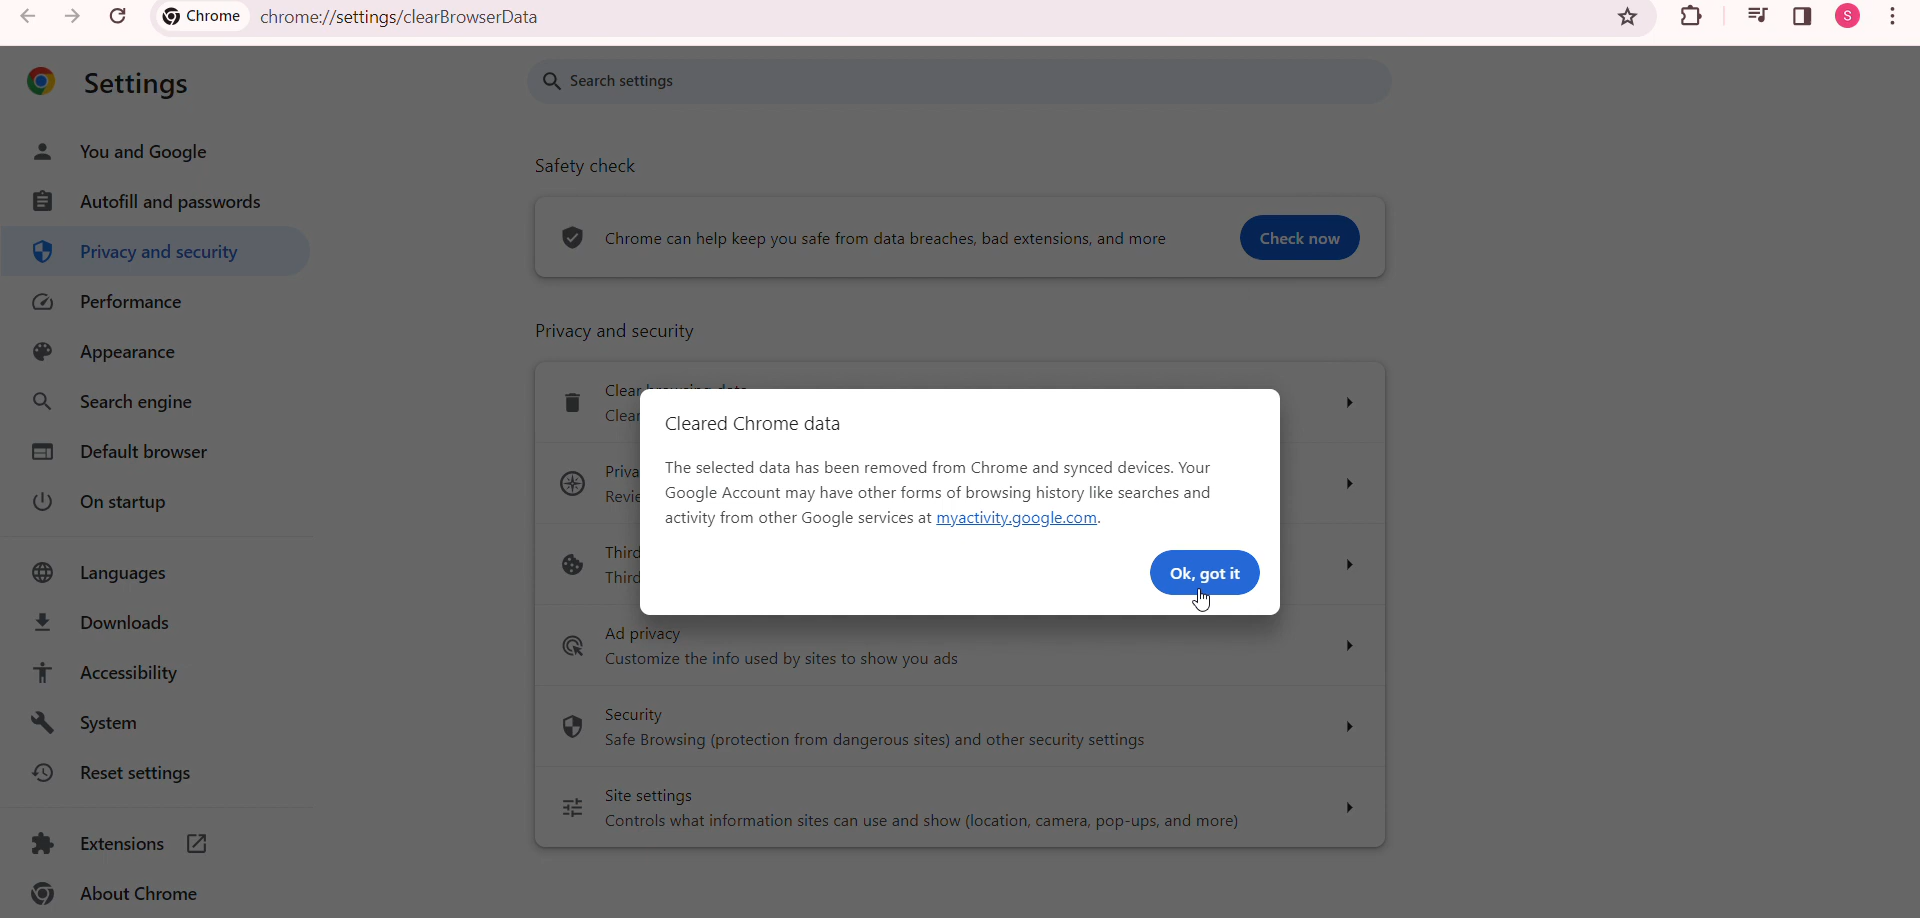 Chrome
chrome://settings/clearBrowserData
S
Settings
Search settings
You and Google
Autofill and passwords
Privacy and security
Performance
Appearance
Search engine
Default browser
On startup
Languages
Downloads
Accessibility
System
Reset settings
Extensions
About Chrome
Safety check
Chrome can help keep you safe from data breaches, bad extensions, and more
Check now
Privacy and security
Clear browsing data
Clear
Cleared Chrome data
The selected data has been removed from Chrome and synced devices. Your
Google Account may have other forms of browsing history like searches and
activity from other Google services at myactivity.google.com.
Ok, got it
Ad privacy
Customize the info used by sites to show you ads
Security
Safe Browsing (protection from dangerous sites) and other security settings
Site settings
Controls what information sites can use and show (location, camera, pop-ups, and more)